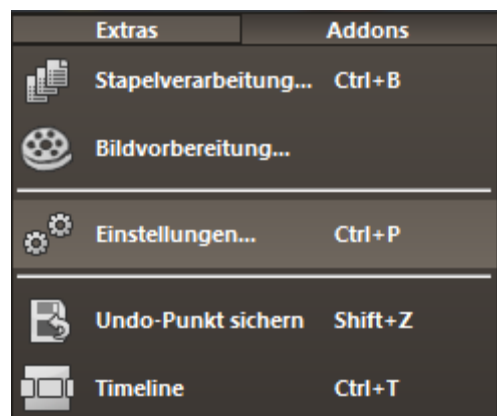 Extras Addons
Stapelverarbeitung... Ctrl+B
Bildvorbereitung...
Einstellungen... Ctrl+P
Undo-Punkt sichern Shift+Z
Timeline Ctrl+T